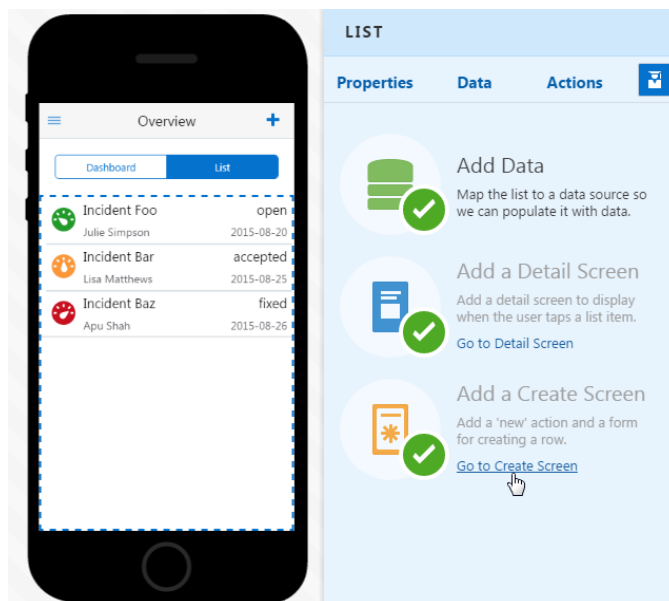 LIST
Properties Data Actions
Overview
Dashboard List
Incident Foo open
Julie Simpson 2015-08-20
Incident Bar accepted
Lisa Matthews 2015-08-25
Incident Baz fixed
Apu Shah 2015-08-26
Add Data
Map the list to a data source so
we can populate it with data.
Add a Detail Screen
Add a detail screen to display
when the user taps a list item.
Go to Detail Screen
Add a Create Screen
Add a 'new' action and a form
for creating a row.
Go to Create Screen